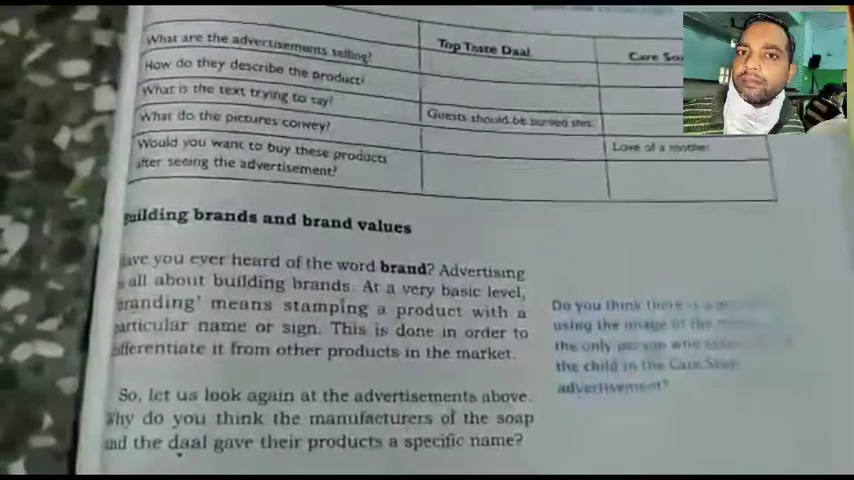 Top Taste Daal
Care Soa
What are the advertisements selling?
How do they describe the product?
What is the text trying to say?
Guests should be served this
What do the pictures convey?
Love of a mother
Would you want to buy these products
after seeing the advertisement?
uilding brands and brand values
ave you ever heard of the word brand? Advertising
all about building brands. At a very basic level,
randing' means stamping a product with a
articular name or sign. This is done in order to
ifferentiate it from other products in the market.
So, let us look again at the advertisements above.
Why do you think the manufacturers of the soap
nd the daal gave their products a specific name?
Do you think there is a
using the image of the
the only person who
the child in the Care Soap
advertisement?